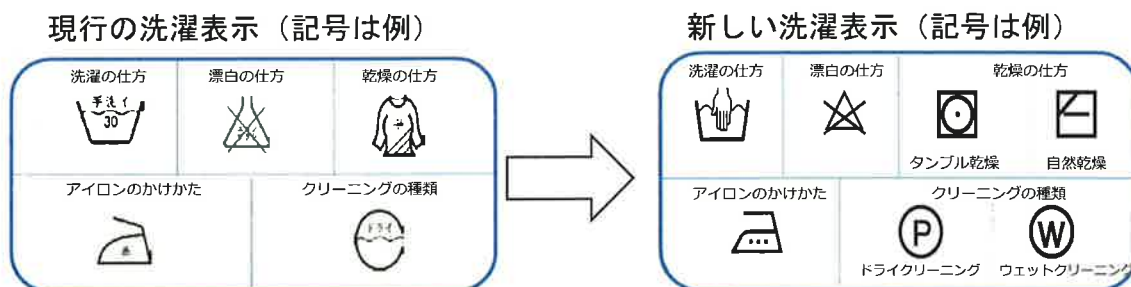 現行の洗濯表示（記号は例）
洗濯の仕方
漂白の仕方
乾燥の仕方
手洗イ
30
アイロンのかけかた
クリーニングの種類
ドライ
新しい洗濯表示（記号は例）
洗濯の仕方
漂白の仕方
乾燥の仕方
タンブル乾燥
自然乾燥
アイロンのかけかた
クリーニングの種類
P
W
ドライクリーニング
ウェットクリーニング